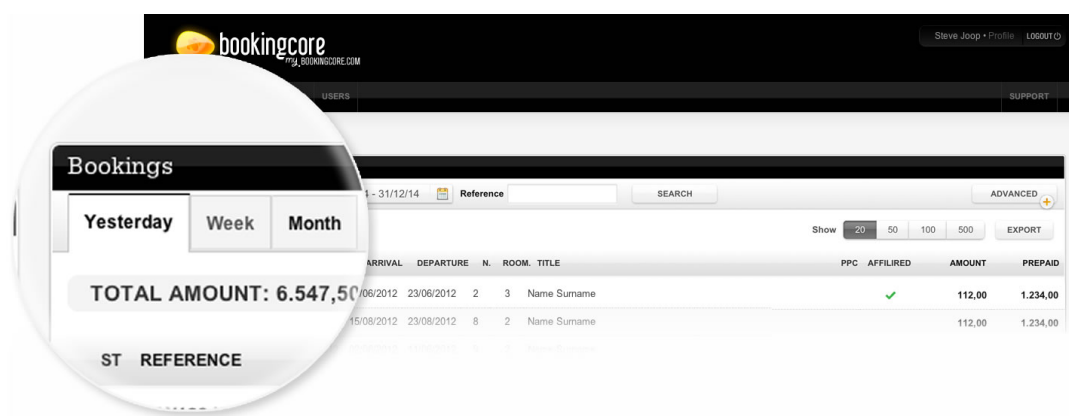 bookingcore
my.BOOKINGCORE.COM
Steve Joop • Profile LOGOUT
USERS
SUPPORT
Bookings
- 31/12/14
Reference
SEARCH
ADVANCED
Yesterday Week Month
Show 20 50 100 500 EXPORT
TOTAL AMOUNT: 6.547,50
ARRIVAL DEPARTURE N. ROOM. TITLE PPC AFFILIRED AMOUNT PREPAID
/06/2012 23/06/2012 2 3 Name Surname 112,00 1.234,00
15/08/2012 23/08/2012 8 2 Name Surname 112,00 1.234,00
ST REFERENCE